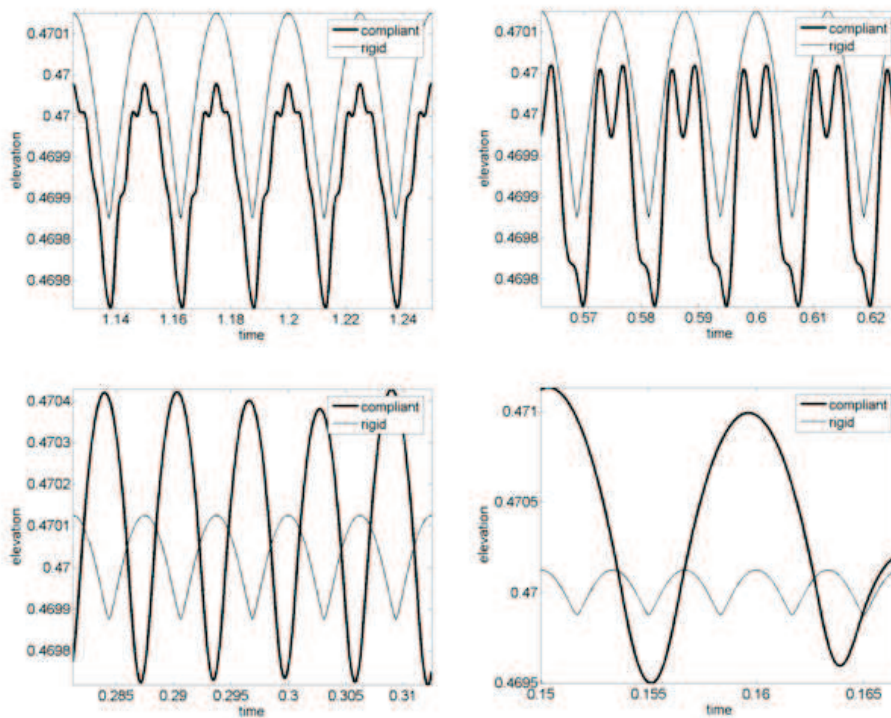 0.4701
0.47
0.47
0.4699
0.4699
0.4698
0.4698
elevation
compliant
rigid
1.14 1.16 1.18 1.2 1.22 1.24
time
0.4701
0.47
0.47
0.4699
0.4699
0.4698
0.4698
elevation
compliant
rigid
0.57 0.58 0.59 0.6 0.61 0.62
time
0.4704
0.4703
0.4702
0.4701
0.47
0.4699
0.4698
elevation
compliant
rigid
0.285 0.29 0.295 0.3 0.305 0.31
time
0.471
0.4705
0.47
0.4695
elevation
compliant
rigid
0.15 0.155 0.16 0.165
time